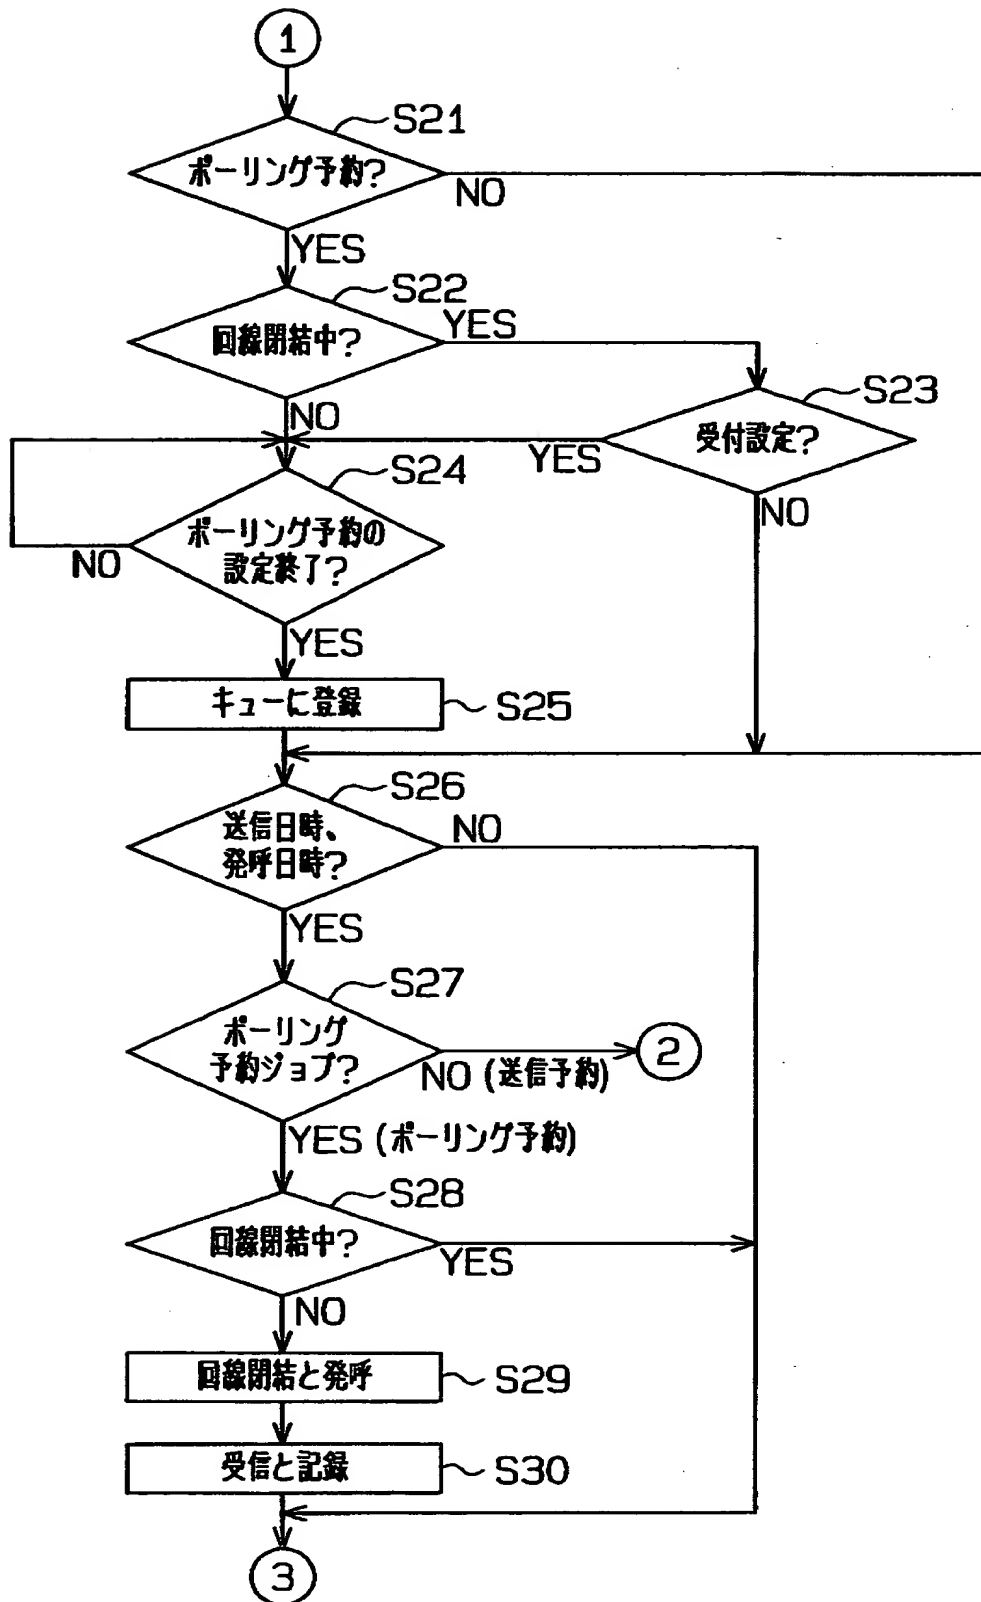 1
S21
ポーリング予約?
NO
YES
S22
回線閉結中?
YES
S23
受付設定?
NO
YES
S24
NO
ポーリング予約の
設定終了?
NO
YES
キューに登録
S25
S26
送信日時、
発呼日時?
NO
YES
S27
ポーリング
予約ジョブ?
2
NO (送信予約)
YES (ポーリング予約)
S28
回線閉結中?
YES
NO
回線閉結と発呼
S29
受信と記録
S30
3